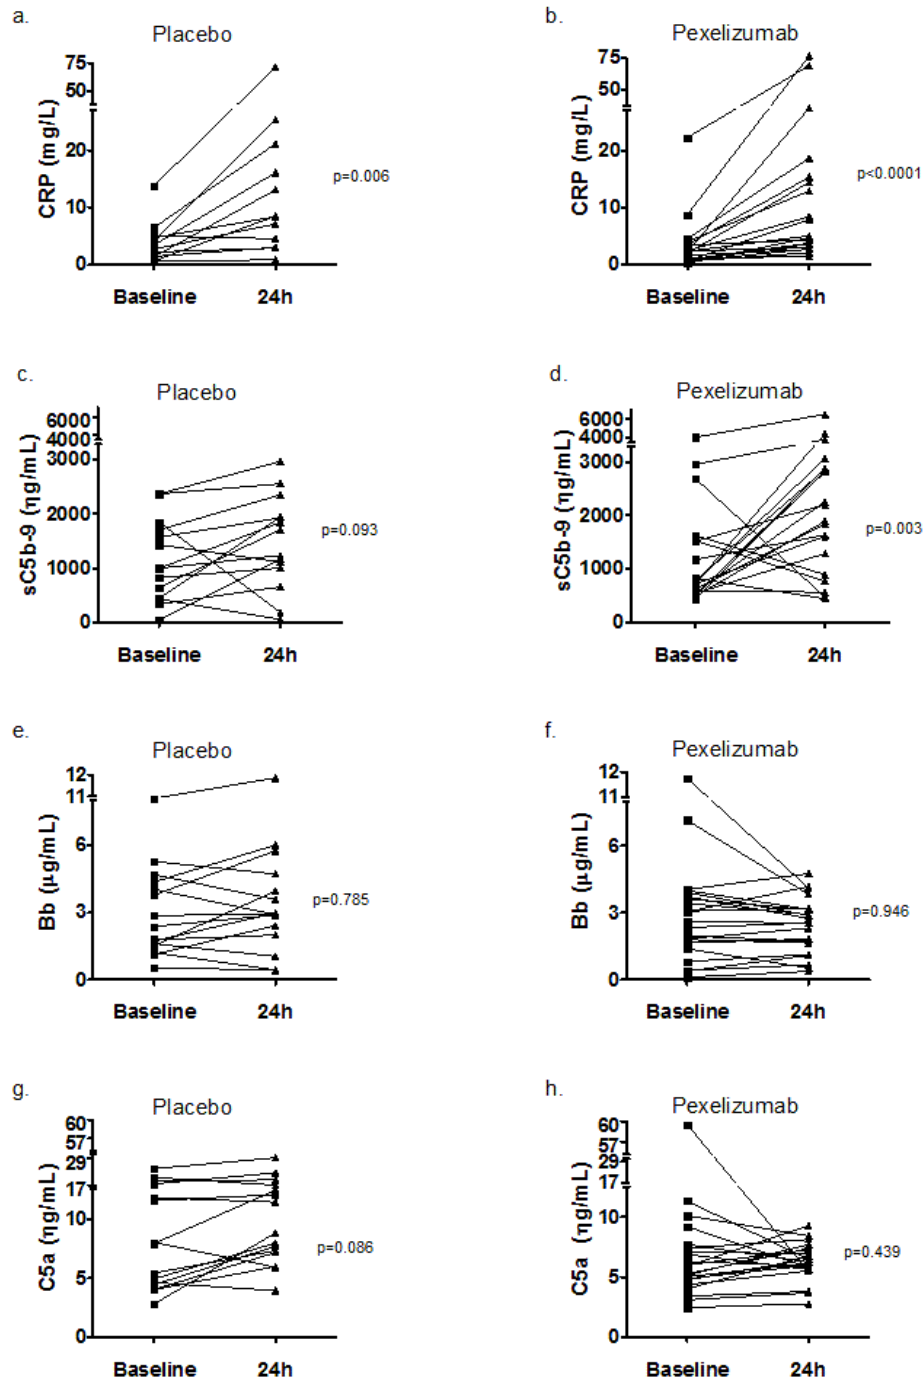 a.
Placebo
CRP (mg/L)
75
50
20
10
0
Baseline 24h
p=0.006
b.
Pexelizumab
CRP (mg/L)
75
50
20
10
0
Baseline 24h
p<0.0001
c.
Placebo
sC5b-9 (ηg/mL)
6000
4000
3000
2000
1000
0
Baseline 24h
p=0.093
d.
Pexelizumab
sC5b-9 (ηg/mL)
6000
4000
3000
2000
1000
0
Baseline 24h
p=0.003
e.
Placebo
Bb (μg/mL)
12
11
6
3
0
Baseline 24h
p=0.785
f.
Pexelizumab
Bb (μg/mL)
12
11
6
3
0
Baseline 24h
p=0.946
g.
Placebo
C5a (ηg/mL)
60
57
29
17
10
5
0
Baseline 24h
p=0.086
h.
Pexelizumab
C5a (ηg/mL)
60
57
29
17
10
5
0
Baseline 24h
p=0.439